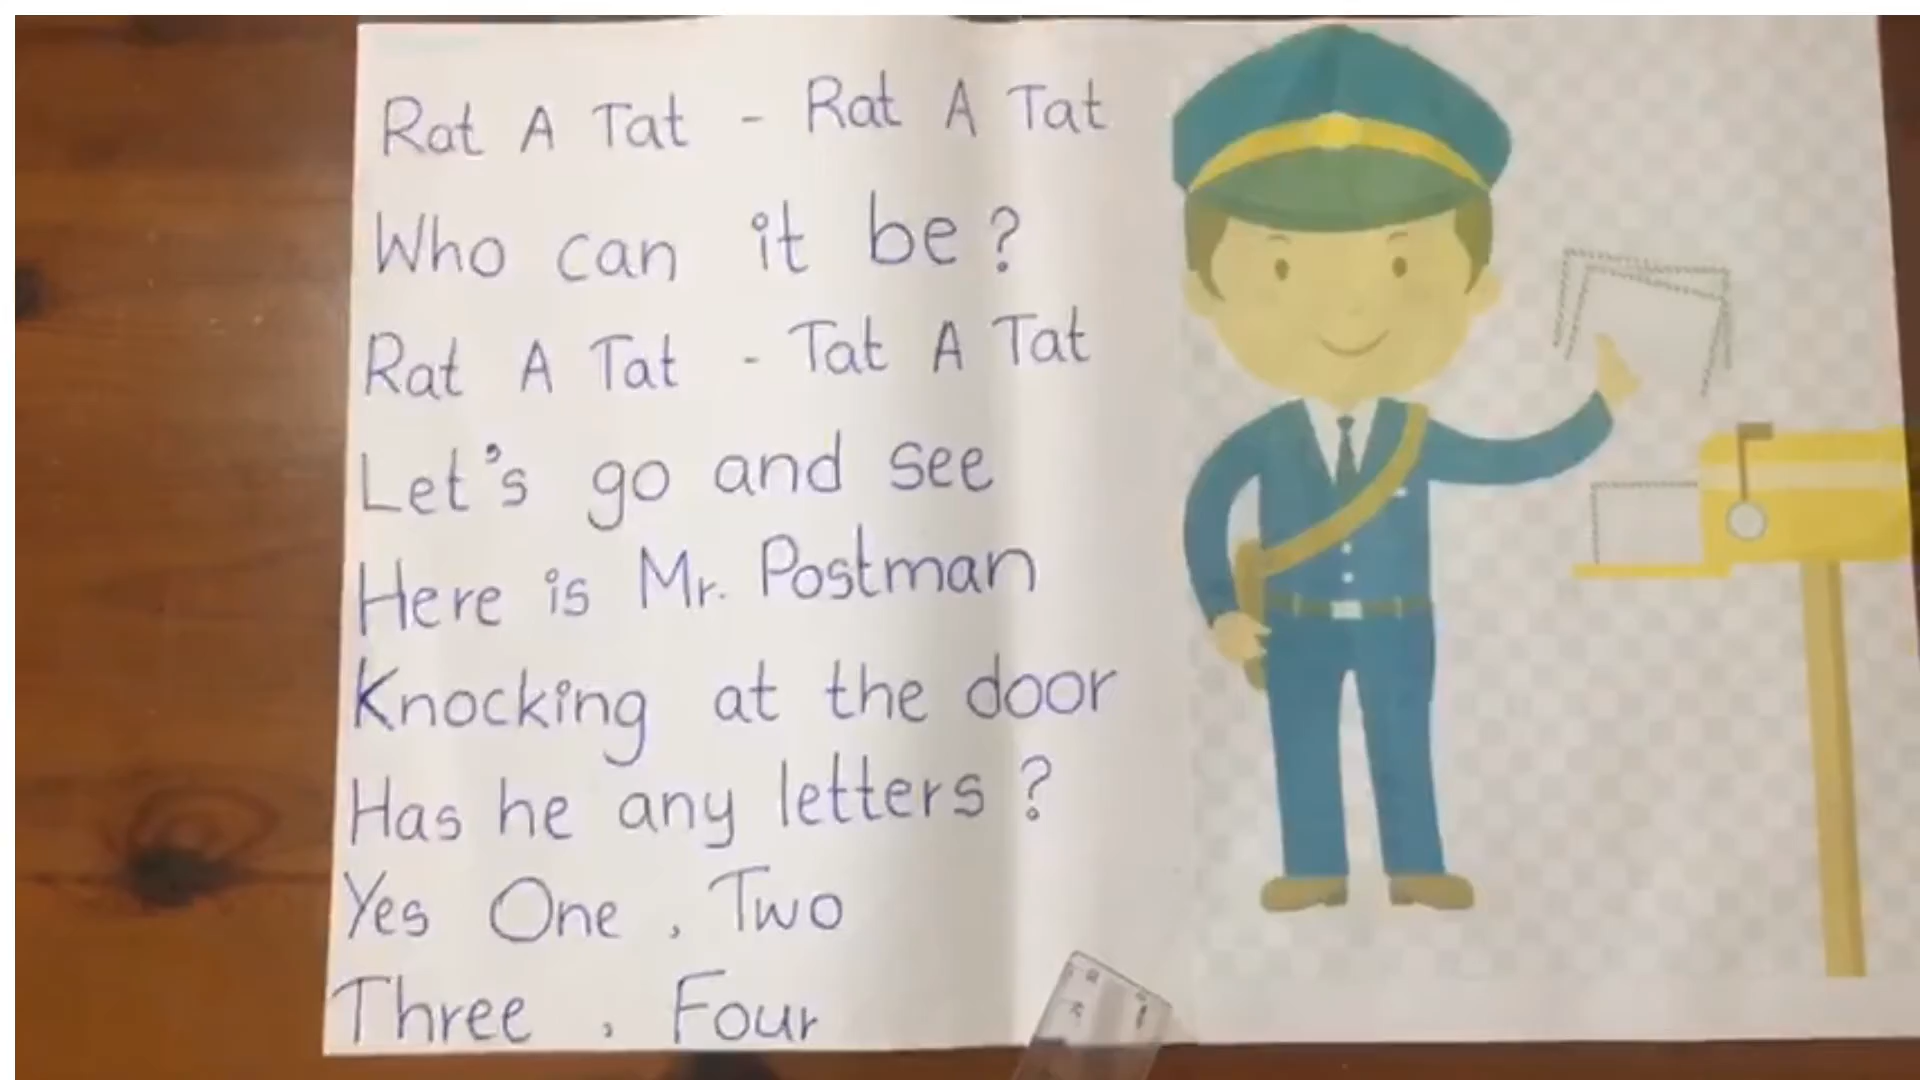 Rat A Tat - Rat A Tat
Who can it be?
Rat A Tat - Tat A Tat
Let's go and see
Here is Mr. Postman
Knocking at the door
Has he any letters?
Yes One, Two
Three, Four